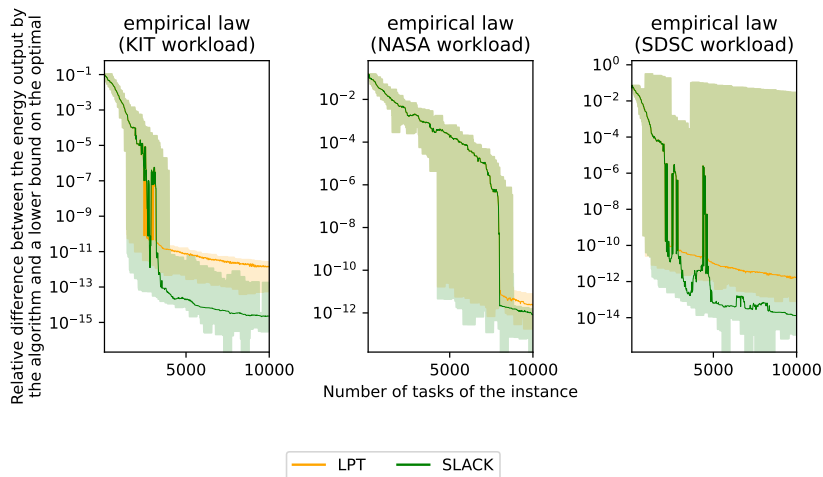 empirical law
(KIT workload)
empirical law
(NASA workload)
empirical law
(SDSC workload)
Relative difference between the energy output by
the algorithm and a lower bound on the optimal
10⁻¹
10⁻³
10⁻⁵
10⁻⁷
10⁻⁹
10⁻¹¹
10⁻¹³
10⁻¹⁵
5000
10000
10⁻²
10⁻⁴
10⁻⁶
10⁻⁸
10⁻¹⁰
10⁻¹²
5000
10000
10⁰
10⁻²
10⁻⁴
10⁻⁶
10⁻⁸
10⁻¹⁰
10⁻¹²
10⁻¹⁴
5000
10000
Number of tasks of the instance
LPT
SLACK